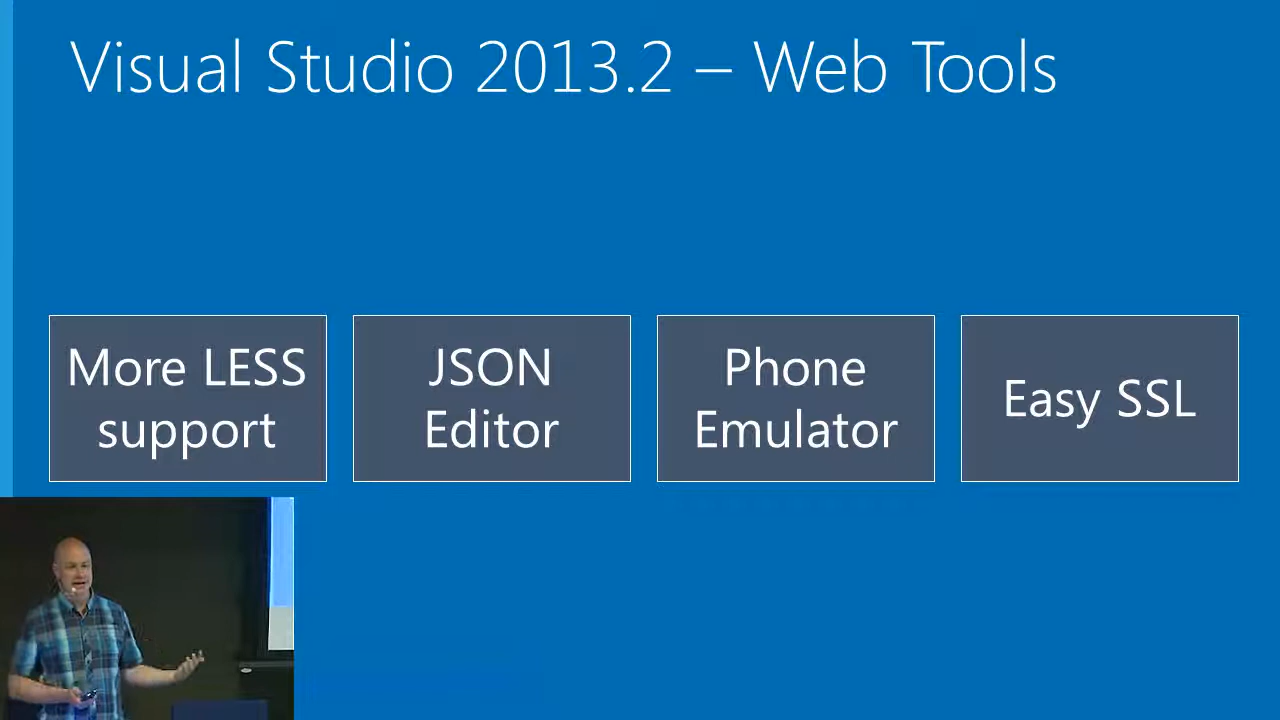 Visual Studio 2013.2 – Web Tools
More LESS
support
JSON
Editor
Phone
Emulator
Easy SSL